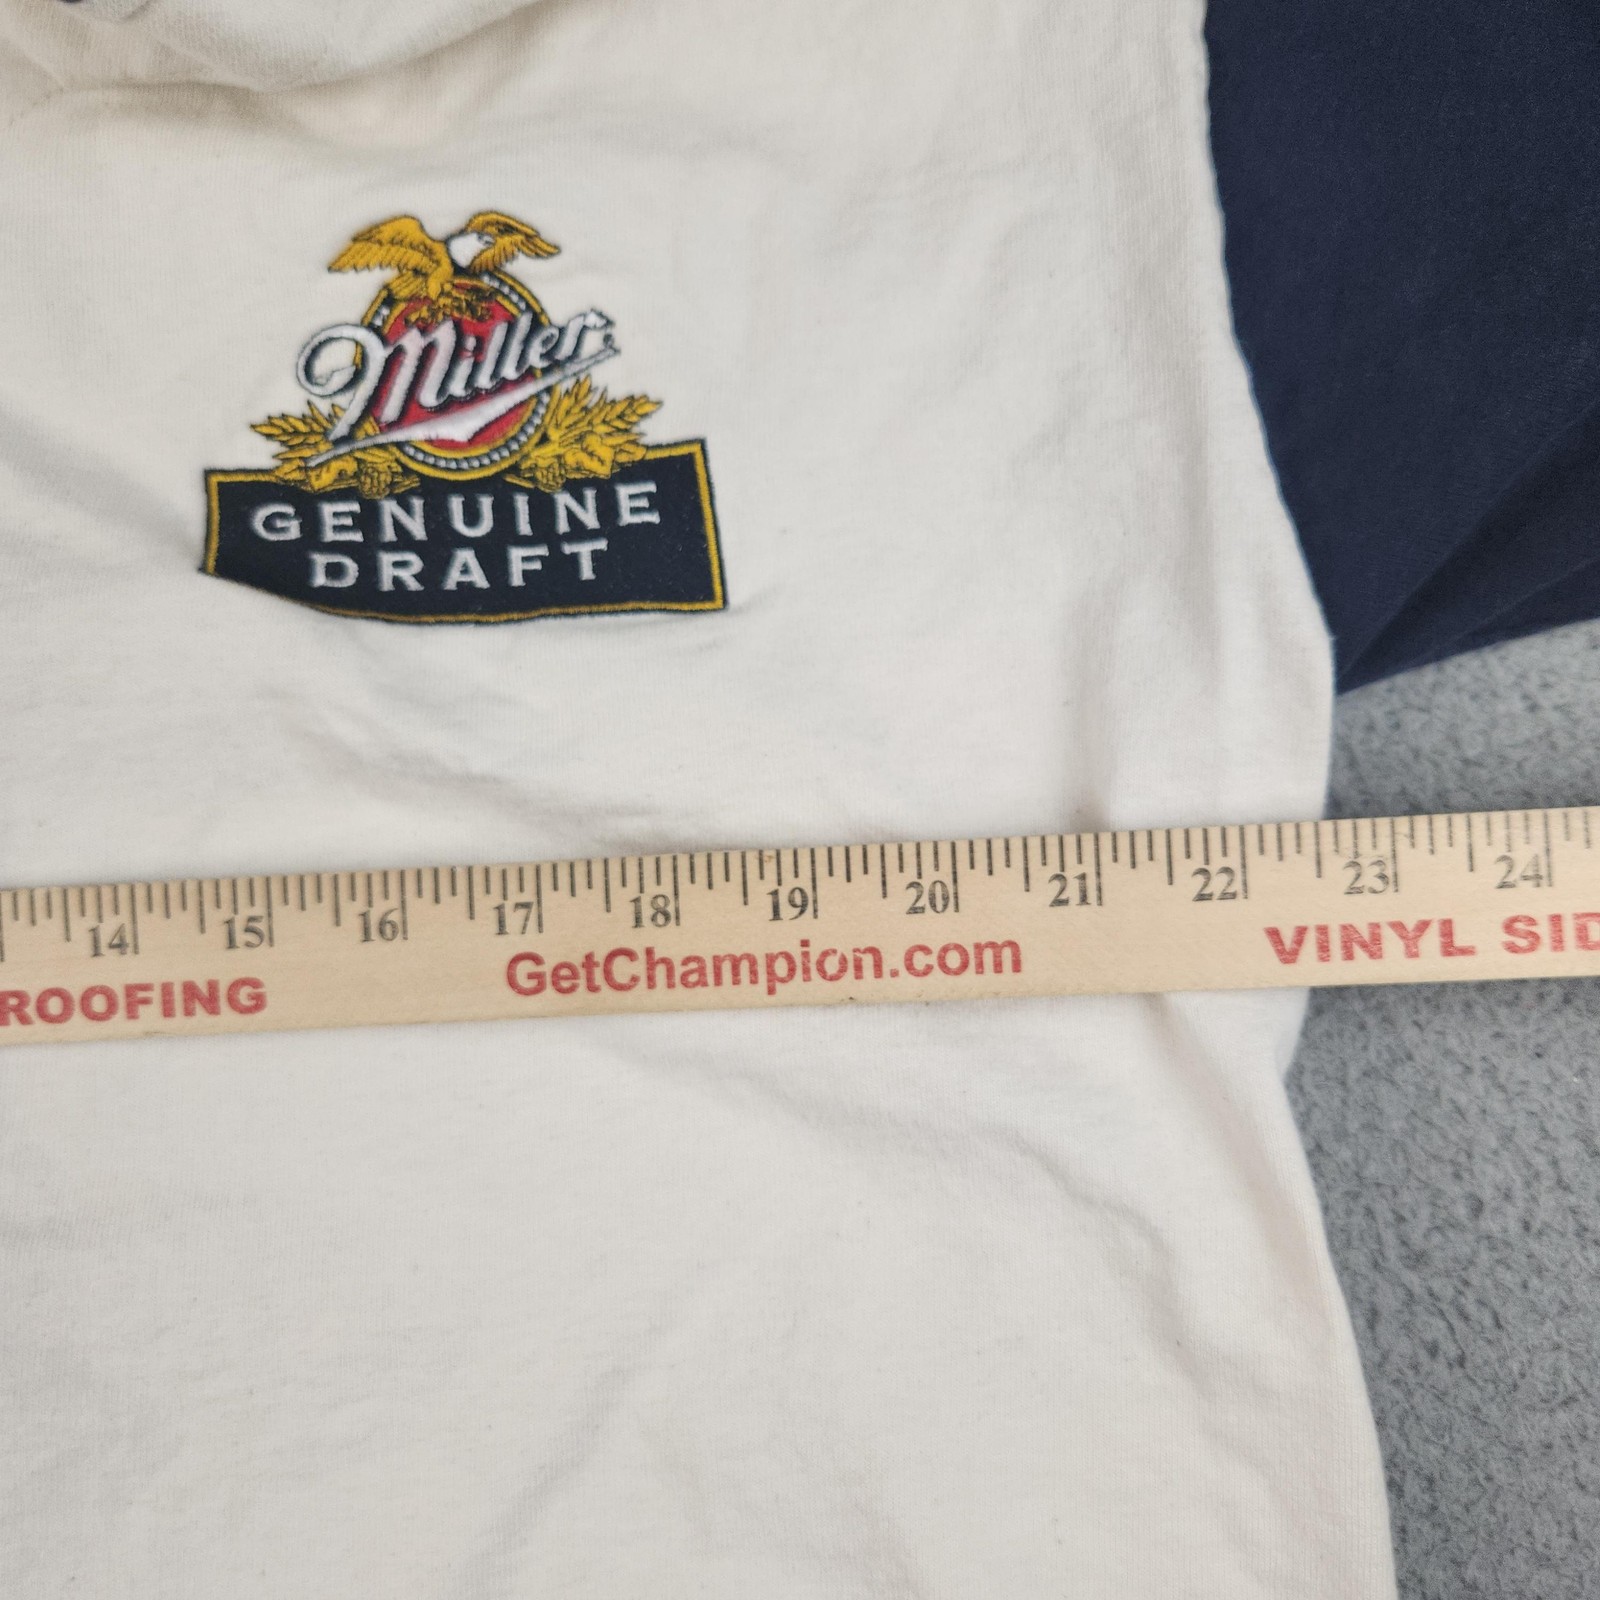 Miller
GENUINE
DRAFT
14 15 16 17 18 19 20 21 22 23 24
ROOFING GetChampion.com VINYL SID